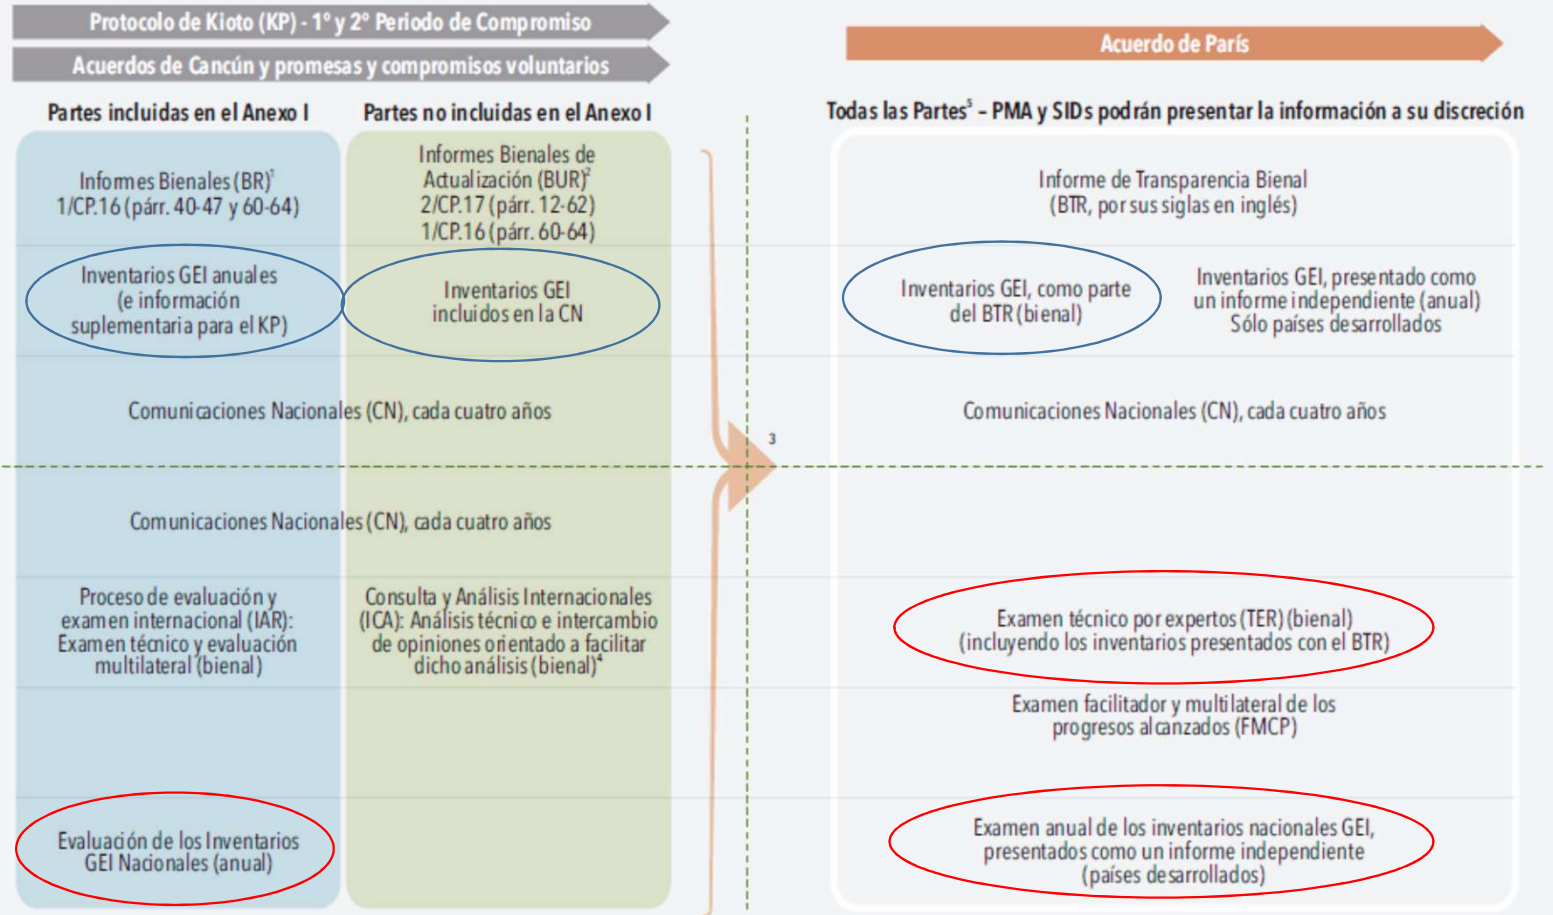 Protocolo de Kioto (KP) - 1º y 2º Periodo de Compromiso
Acuerdos de Cancún y promesas y compromisos voluntarios
Acuerdo de París
Partes incluidas en el Anexo I
Partes no incluidas en el Anexo I
Todas las Partes⁵ – PMA y SIDs podrán presentar la información a su discreción
Informes Bienales (BR)¹
1/CP.16 (párr. 40-47 y 60-64)
Informes Bienales de
Actualización (BUR)²
2/CP.17 (párr. 12-62)
1/CP.16 (párr. 60-64)
Informe de Transparencia Bienal
(BTR, por sus siglas en inglés)
Inventarios GEI anuales
(e información
suplementaria para el KP)
Inventarios GEI
incluidos en la CN
Inventarios GEI, como parte
del BTR (bienal)
Inventarios GEI, presentado como
un informe independiente (anual)
Sólo países desarrollados
Comunicaciones Nacionales (CN), cada cuatro años
Comunicaciones Nacionales (CN), cada cuatro años
3
Comunicaciones Nacionales (CN), cada cuatro años
Proceso de evaluación y
examen internacional (IAR):
Examen técnico y evaluación
multilateral (bienal)
Consulta y Análisis Internacionales
(ICA): Análisis técnico e intercambio
de opiniones orientado a facilitar
dicho análisis (bienal)⁴
Examen técnico por expertos (TER) (bienal)
(incluyendo los inventarios presentados con el BTR)
Examen facilitador y multilateral de los
progresos alcanzados (FMCP)
Evaluación de los Inventarios
GEI Nacionales (anual)
Examen anual de los inventarios nacionales GEI,
presentados como un informe independiente
(países desarrollados)